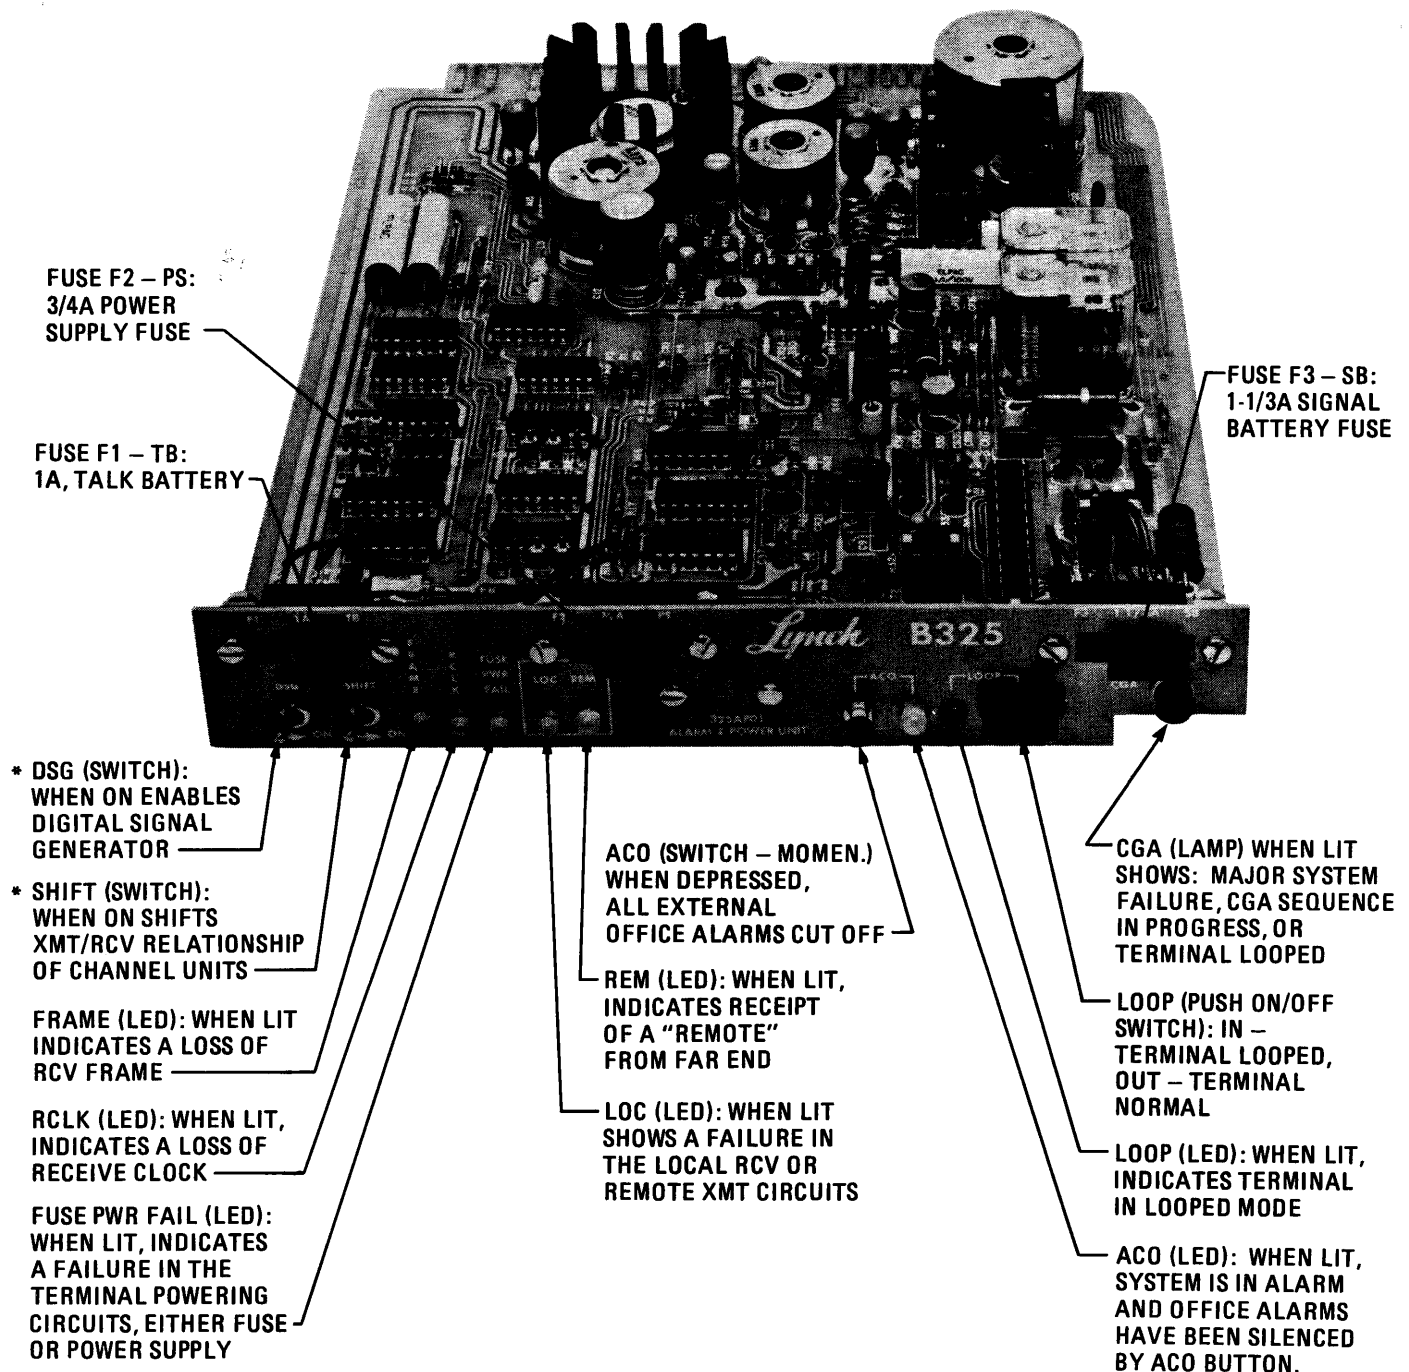 FUSE F2 – PS:
3/4A POWER
SUPPLY FUSE
FUSE F1 – TB:
1A, TALK BATTERY
FUSE F3 – SB:
1-1/3A SIGNAL
BATTERY FUSE
Lynch B325
DSG SHIFT
FUSE
PWR
FAIL
LOC REM
ACO
LOOP
CGA
ON ON
ALARM & POWER UNIT
* DSG (SWITCH):
WHEN ON ENABLES
DIGITAL SIGNAL
GENERATOR
* SHIFT (SWITCH):
WHEN ON SHIFTS
XMT/RCV RELATIONSHIP
OF CHANNEL UNITS
FRAME (LED): WHEN LIT
INDICATES A LOSS OF
RCV FRAME
RCLK (LED): WHEN LIT,
INDICATES A LOSS OF
RECEIVE CLOCK
FUSE PWR FAIL (LED):
WHEN LIT, INDICATES
A FAILURE IN THE
TERMINAL POWERING
CIRCUITS, EITHER FUSE
OR POWER SUPPLY
ACO (SWITCH – MOMEN.)
WHEN DEPRESSED,
ALL EXTERNAL
OFFICE ALARMS CUT OFF
REM (LED): WHEN LIT,
INDICATES RECEIPT
OF A "REMOTE"
FROM FAR END
LOC (LED): WHEN LIT
SHOWS A FAILURE IN
THE LOCAL RCV OR
REMOTE XMT CIRCUITS
CGA (LAMP) WHEN LIT
SHOWS: MAJOR SYSTEM
FAILURE, CGA SEQUENCE
IN PROGRESS, OR
TERMINAL LOOPED
LOOP (PUSH ON/OFF
SWITCH): IN –
TERMINAL LOOPED,
OUT – TERMINAL
NORMAL
LOOP (LED): WHEN LIT,
INDICATES TERMINAL
IN LOOPED MODE
ACO (LED): WHEN LIT,
SYSTEM IS IN ALARM
AND OFFICE ALARMS
HAVE BEEN SILENCED
BY ACO BUTTON.